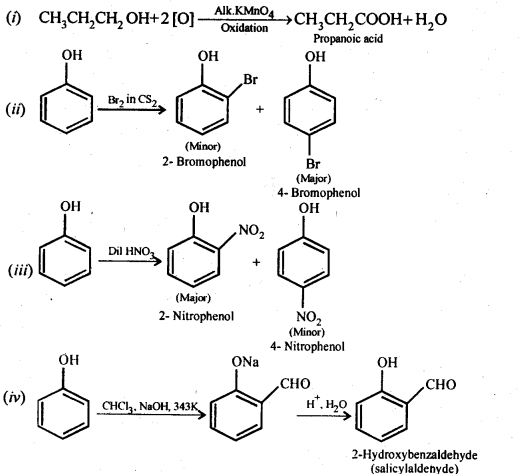 (i) CH₃CH₂CH₂OH+2[O] Alk.KMnO₄ Oxidation CH₃CH₂COOH+H₂O
Propanoic acid
OH OH OH
(ii) Br₂ in CS₂ Br +
(Minor)
2- Bromophenol
Br
(Major)
4- Bromophenol
OH OH OH
(iii) Dil HNO₃ NO₂ +
(Major)
2- Nitrophenol
NO₂
(Minor)
4- Nitrophenol
OH ONa OH
(iv) CHCl₃, NaOH, 343K CHO H⁺, H₂O CHO
2-Hydroxybenzaldehyde
(salicylaldenyde)